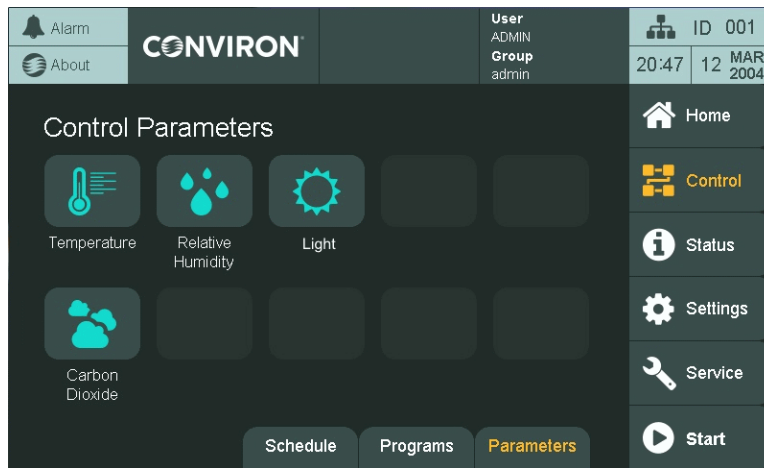 Alarm
About
CONVIRON
User
ADMIN
Group
admin
ID 001
20:47 12 MAR 2004
Control Parameters
Temperature
Relative
Humidity
Light
Carbon
Dioxide
Schedule Programs Parameters
Home
Control
Status
Settings
Service
Start